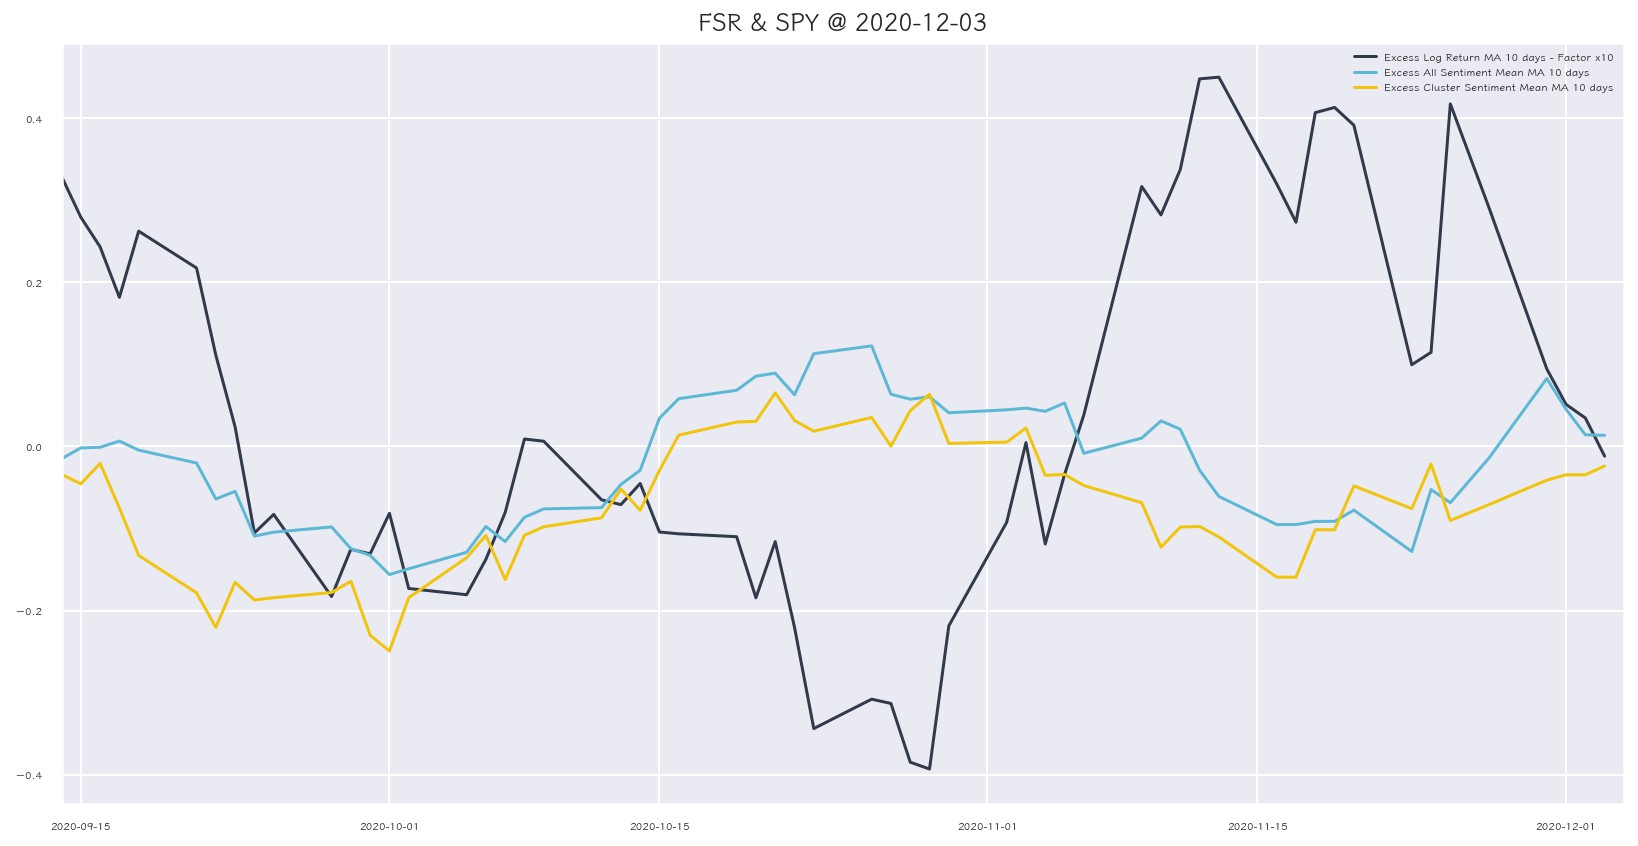 FSR & SPY @ 2020-12-03
Excess Log Return MA 10 days - Factor x10
Excess All Sentiment Mean MA 10 days
Excess Cluster Sentiment Mean MA 10 days
0.4
0.2
0.0
−0.2
−0.4
2020-09-15
2020-10-01
2020-10-15
2020-11-01
2020-11-15
2020-12-01